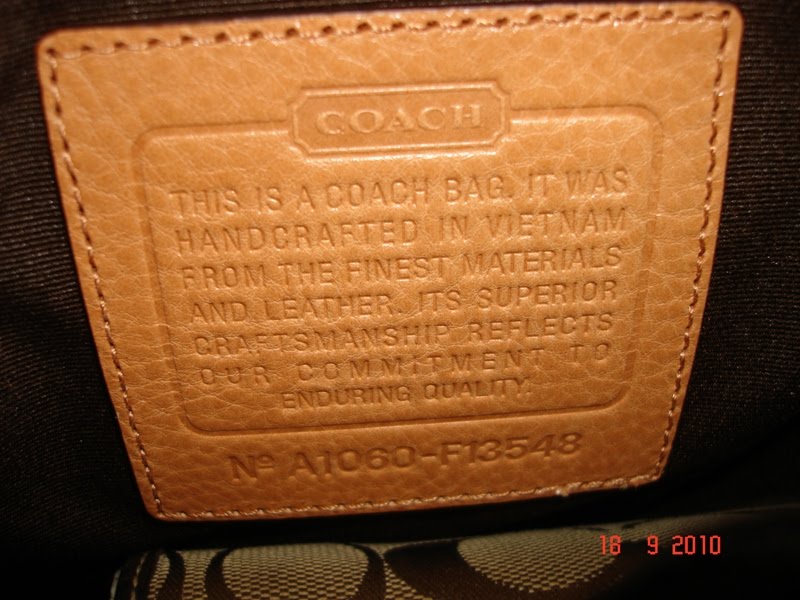 COACH
THIS IS A COACH BAG. IT WAS
HANDCRAFTED IN VIETNAM
FROM THE FINEST MATERIALS
AND LEATHER. ITS SUPERIOR
CRAFTSMANSHIP REFLECTS
OUR COMMITMENT TO
ENDURING QUALITY.
Nº A1060-F13548
18 9 2010